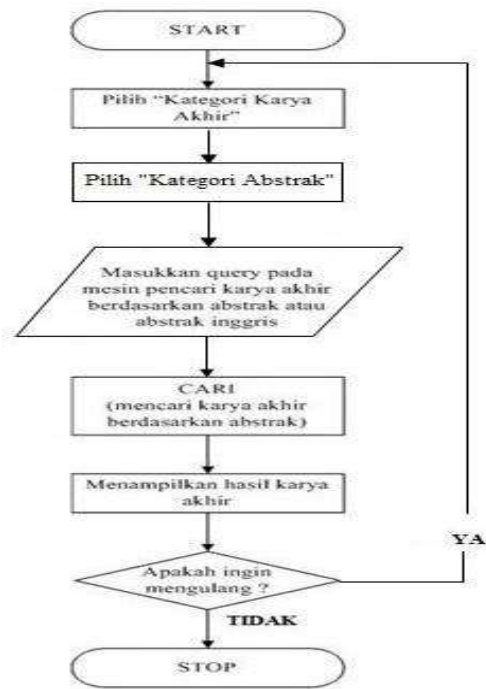 START
Pilih “Kategori Karya
Akhir”
Pilih "Kategori Abstrak"
Masukkan query pada
mesin pencari karya akhir
berdasarkan abstrak atau
abstrak inggris
CARI
(mencari karya akhir
berdasarkan abstrak)
Menampilkan hasil karya
akhir
Apakah ingin
mengulang ?
YA
TIDAK
STOP